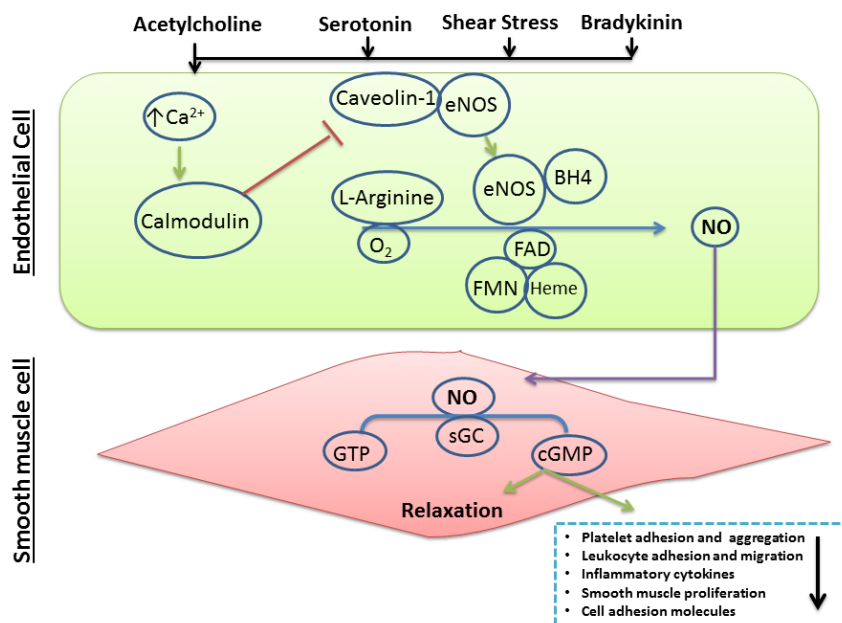 Acetylcholine
Serotonin
Shear Stress
Bradykinin
Endothelial Cell
↑Ca²⁺
Caveolin-1
eNOS
Calmodulin
L-Arginine
O₂
eNOS
BH4
FAD
FMN
Heme
NO
Smooth muscle cell
NO
GTP
sGC
cGMP
Relaxation
• Platelet adhesion and aggregation
• Leukocyte adhesion and migration
• Inflammatory cytokines
• Smooth muscle proliferation
• Cell adhesion molecules